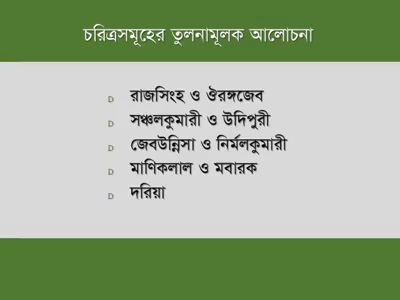 চরিত্রসমূহের তুলনামূলক আলোচনা
রাজসিংহ ও ঔরঙ্গজেব
সঞ্চলকুমারী ও উদিপুরী
জেবউন্নিসা ও নির্মলকুমারী
মাণিকলাল ও মবারক
দরিয়া